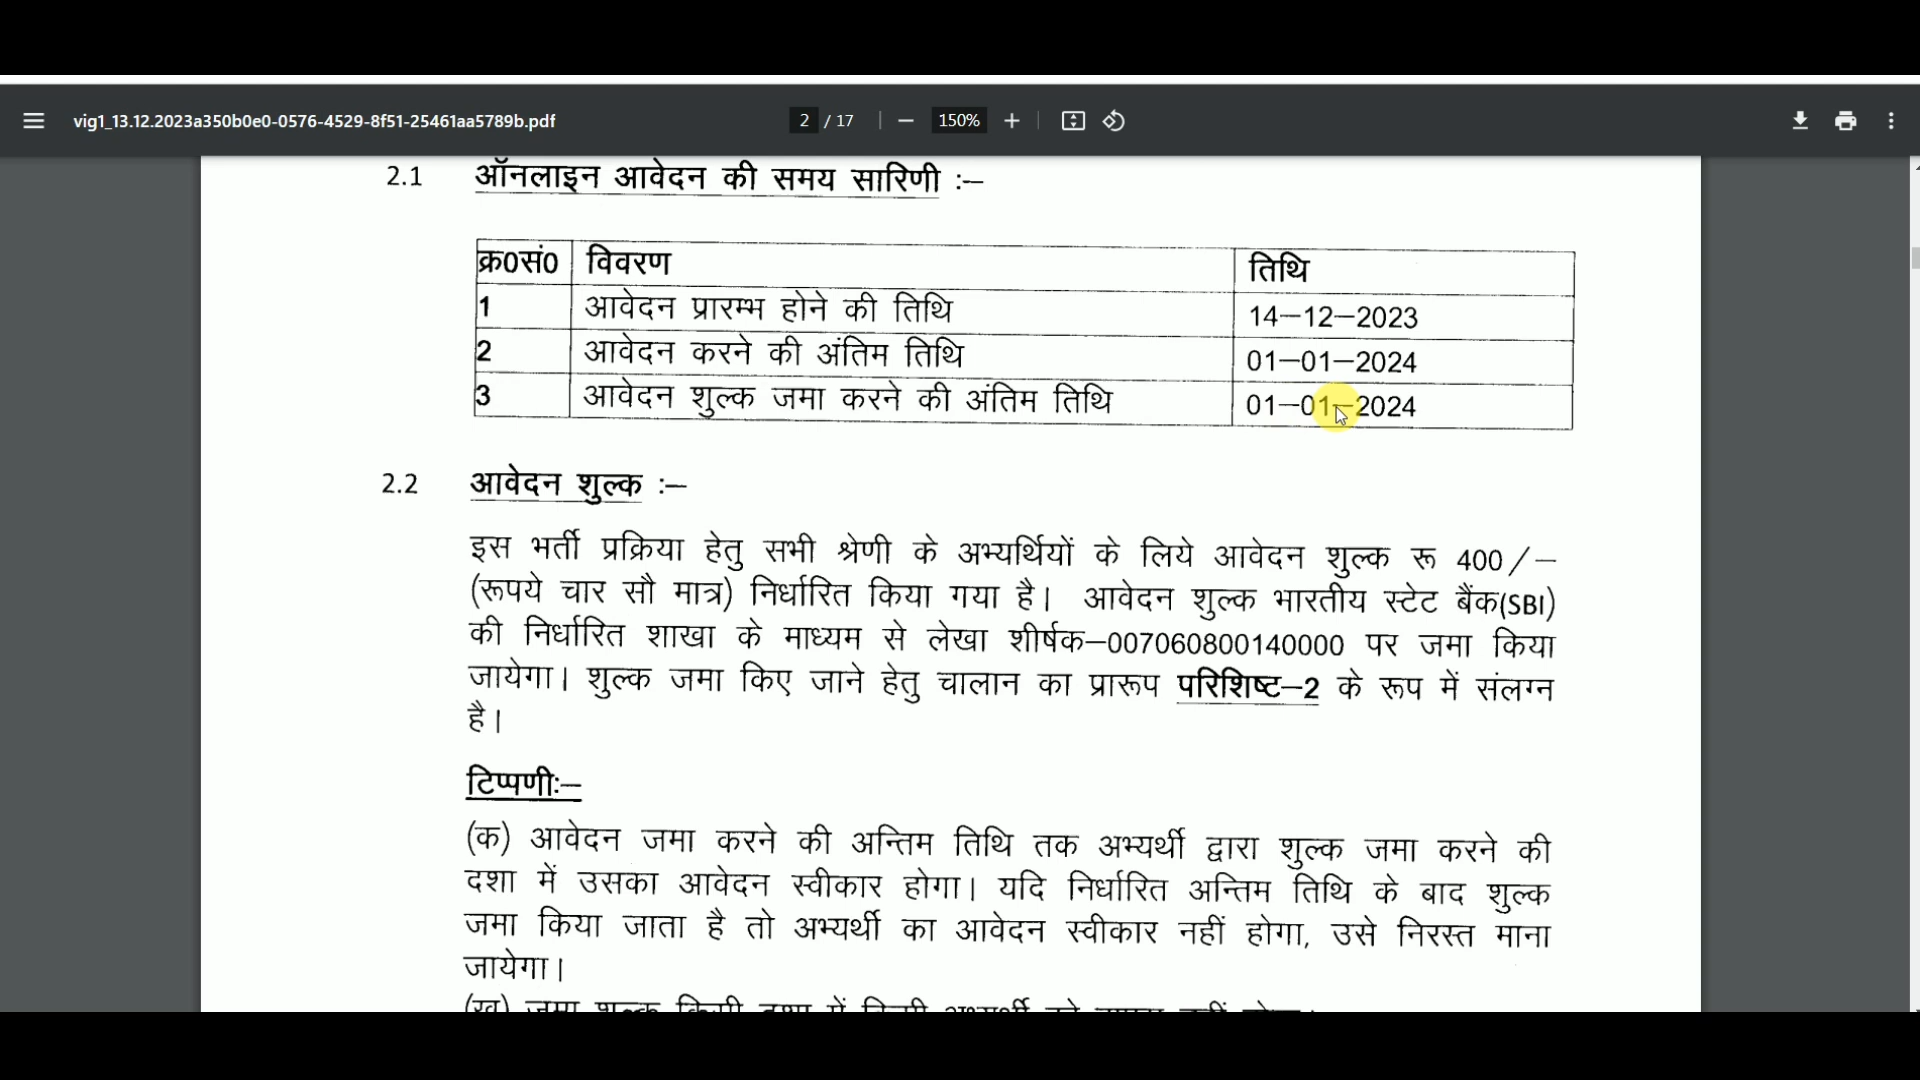 vig1_13.12.2023a350b0e0-0576-4529-8f51-25461aa5789b.pdf
2 / 17
150%
2.1 ऑनलाइन आवेदन की समय सारिणी :—
क्र0सं0 विवरण तिथि
1 आवेदन प्रारम्भ होने की तिथि 14—12—2023
2 आवेदन करने की अंतिम तिथि 01—01—2024
3 आवेदन शुल्क जमा करने की अंतिम तिथि 01—01—2024
2.2 आवेदन शुल्क :—
इस भर्ती प्रक्रिया हेतु सभी श्रेणी के अभ्यर्थियों के लिये आवेदन शुल्क रू 400/—
(रूपये चार सौ मात्र) निर्धारित किया गया है। आवेदन शुल्क भारतीय स्टेट बैंक(SBI)
की निर्धारित शाखा के माध्यम से लेखा शीर्षक—007060800140000 पर जमा किया
जायेगा। शुल्क जमा किए जाने हेतु चालान का प्रारूप परिशिष्ट—2 के रूप में संलग्न
है।
टिप्पणीः—
(क) आवेदन जमा करने की अन्तिम तिथि तक अभ्यर्थी द्वारा शुल्क जमा करने की
दशा में उसका आवेदन स्वीकार होगा। यदि निर्धारित अन्तिम तिथि के बाद शुल्क
जमा किया जाता है तो अभ्यर्थी का आवेदन स्वीकार नहीं होगा, उसे निरस्त माना
जायेगा।
(ख) जमा शुल्क किसी दशा में किसी अभ्यर्थी को